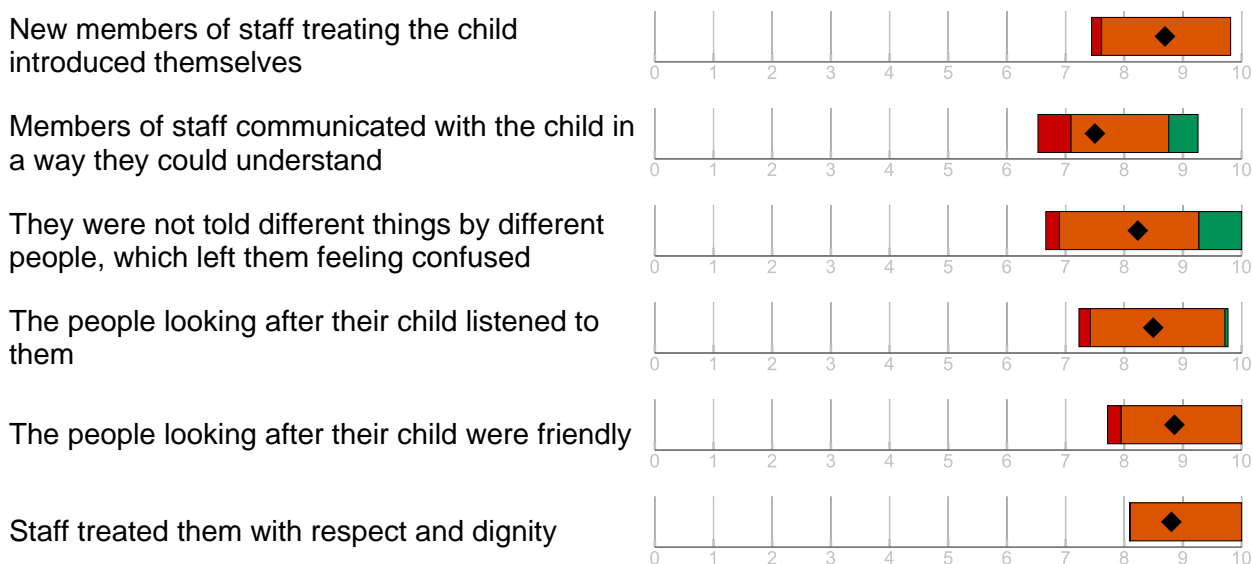 New members of staff treating the child
introduced themselves
0 1 2 3 4 5 6 7 8 9 10
Members of staff communicated with the child in
a way they could understand
0 1 2 3 4 5 6 7 8 9 10
They were not told different things by different
people, which left them feeling confused
0 1 2 3 4 5 6 7 8 9 10
The people looking after their child listened to
them
0 1 2 3 4 5 6 7 8 9 10
The people looking after their child were friendly
0 1 2 3 4 5 6 7 8 9 10
Staff treated them with respect and dignity
0 1 2 3 4 5 6 7 8 9 10